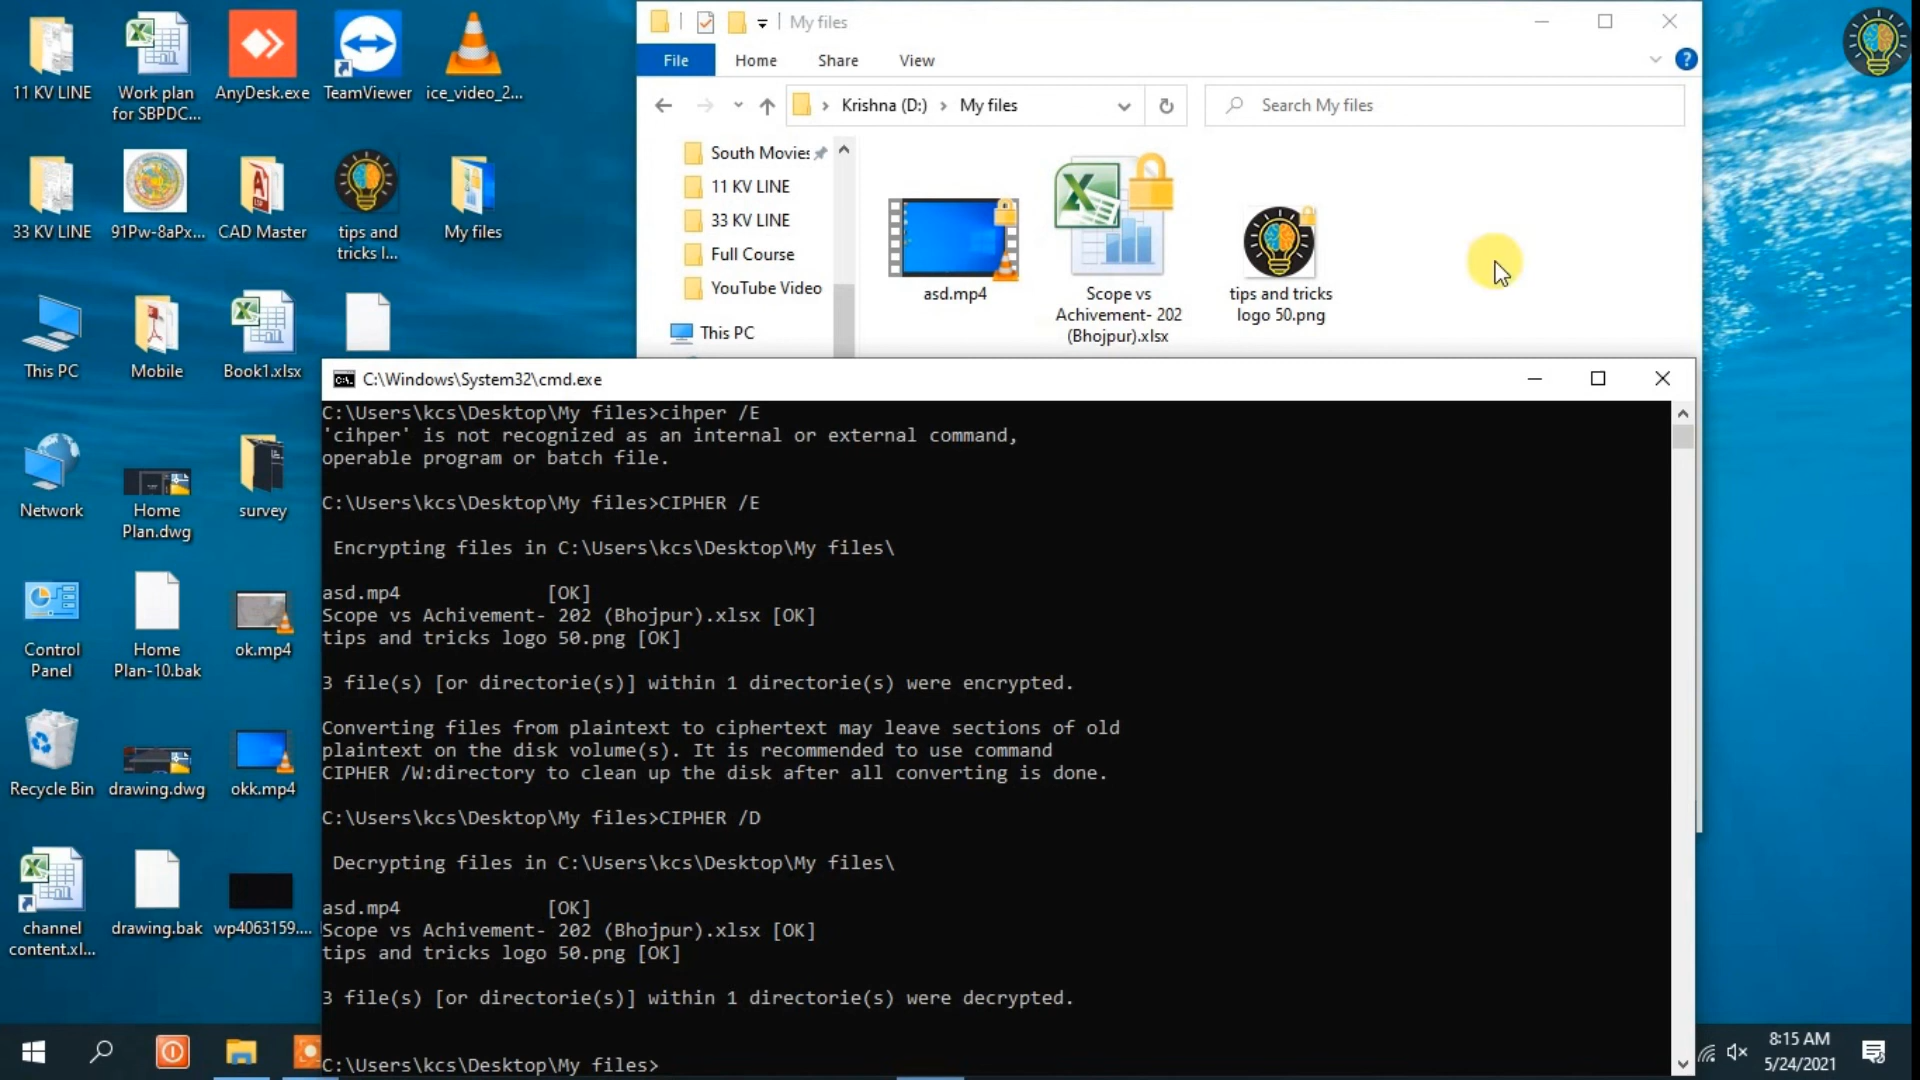 11 KV LINE
Work plan
for SBPDC...
AnyDesk.exe
TeamViewer
ice_video_2...
33 KV LINE
91Pw-8aPx...
CAD Master
tips and
tricks l...
My files
This PC
Mobile
Book1.xlsx
Network
Home
Plan.dwg
survey
Control
Panel
Home
Plan-10.bak
ok.mp4
Recycle Bin
drawing.dwg
okk.mp4
channel
content.xl...
drawing.bak
wp4063159....
My files
File
Home
Share
View
Krishna (D:)
My files
Search My files
South Movies
11 KV LINE
33 KV LINE
Full Course
YouTube Video
This PC
asd.mp4
Scope vs
Achivement- 202
(Bhojpur).xlsx
tips and tricks
logo 50.png
C:\Windows\System32\cmd.exe
C:\Users\kcs\Desktop\My files>cihper /E
'cihper' is not recognized as an internal or external command,
operable program or batch file.
C:\Users\kcs\Desktop\My files>CIPHER /E
Encrypting files in C:\Users\kcs\Desktop\My files\
asd.mp4 [OK]
Scope vs Achivement- 202 (Bhojpur).xlsx [OK]
tips and tricks logo 50.png [OK]
3 file(s) [or directorie(s)] within 1 directorie(s) were encrypted.
Converting files from plaintext to ciphertext may leave sections of old
plaintext on the disk volume(s). It is recommended to use command
CIPHER /W:directory to clean up the disk after all converting is done.
C:\Users\kcs\Desktop\My files>CIPHER /D
Decrypting files in C:\Users\kcs\Desktop\My files\
asd.mp4 [OK]
Scope vs Achivement- 202 (Bhojpur).xlsx [OK]
tips and tricks logo 50.png [OK]
3 file(s) [or directorie(s)] within 1 directorie(s) were decrypted.
C:\Users\kcs\Desktop\My files>
8:15 AM
5/24/2021